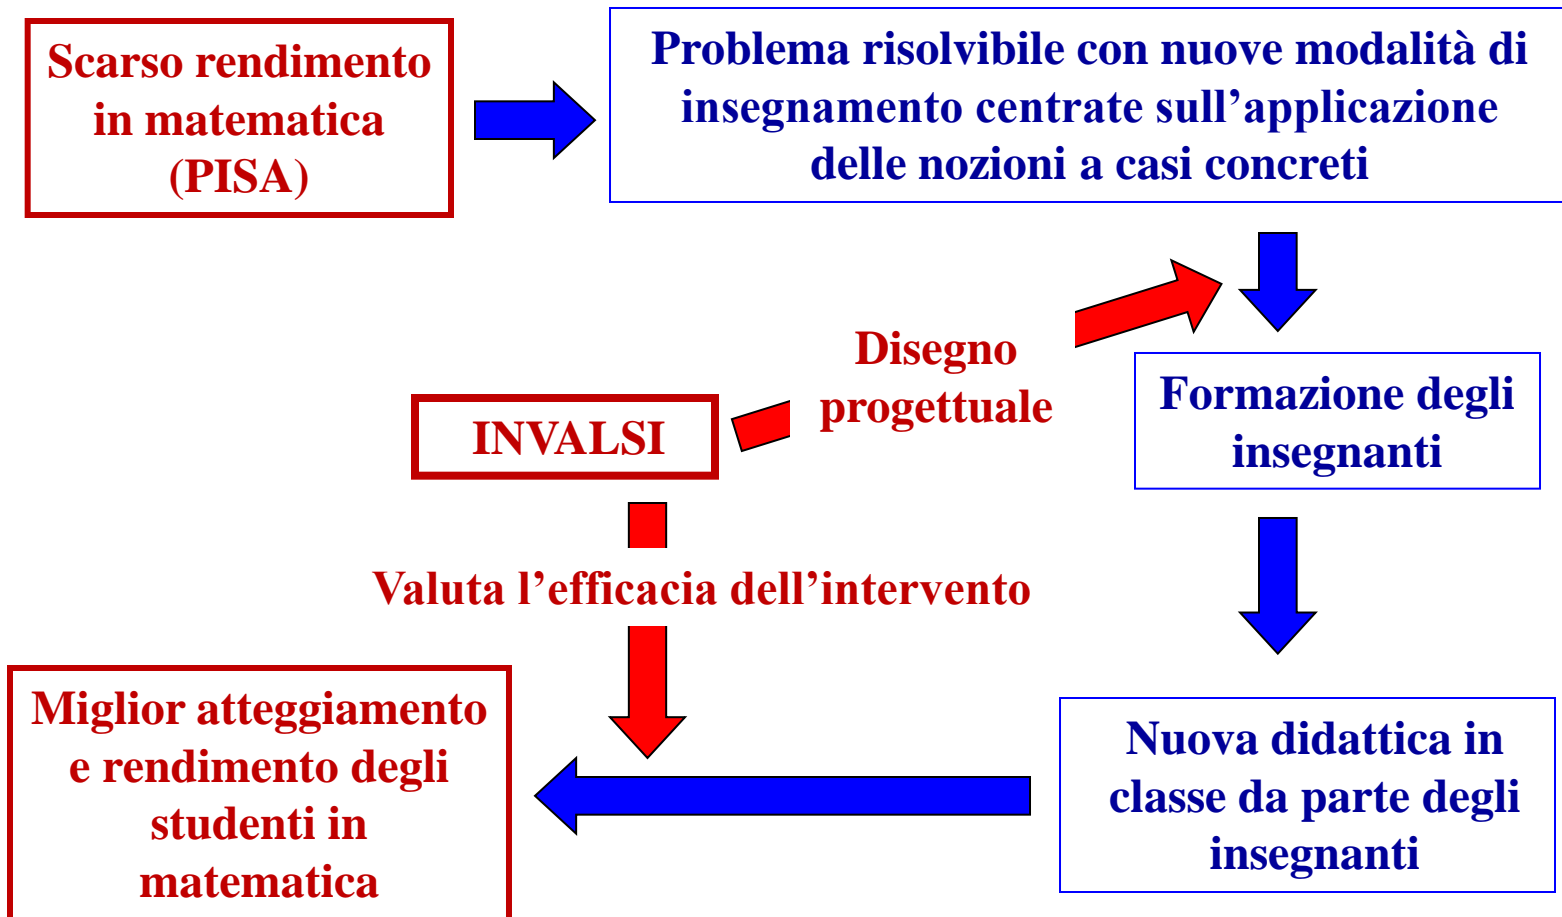 Scarso rendimento
in matematica
(PISA)
Problema risolvibile con nuove modalità di
insegnamento centrate sull’applicazione
delle nozioni a casi concreti
Disegno
progettuale
INVALSI
Formazione degli
insegnanti
Valuta l’efficacia dell’intervento
Miglior atteggiamento
e rendimento degli
studenti in
matematica
Nuova didattica in
classe da parte degli
insegnanti